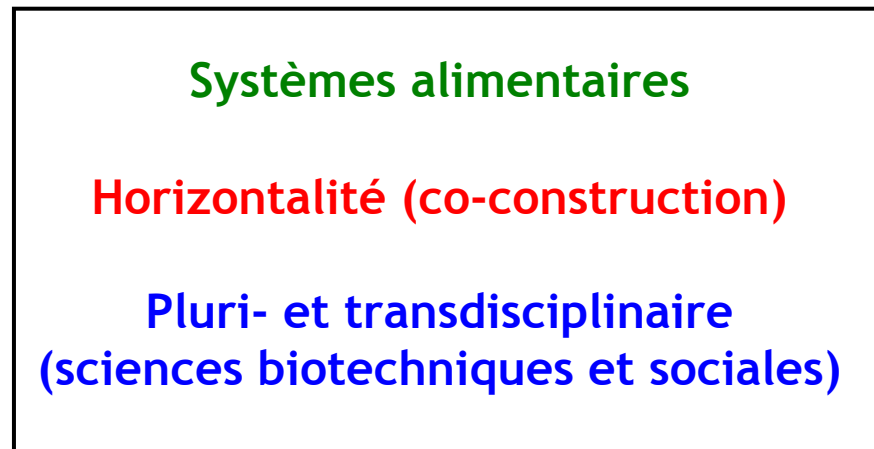 Systèmes alimentaires
Horizontalité (co-construction)
Pluri- et transdisciplinaire
(sciences biotechniques et sociales)